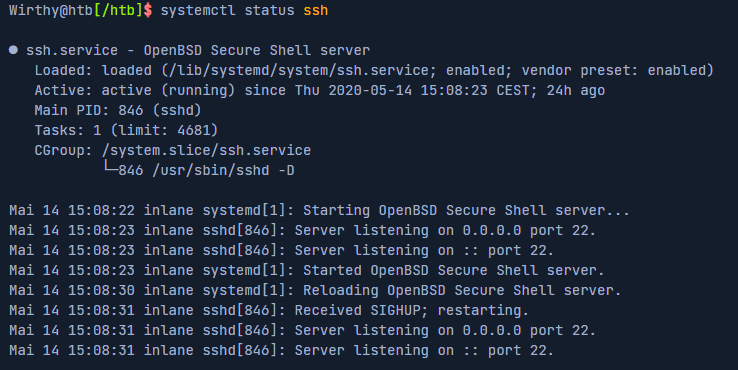 Wirthy@htb[/htb]$ systemctl status ssh
● ssh.service - OpenBSD Secure Shell server
Loaded: loaded (/lib/systemd/system/ssh.service; enabled; vendor preset: enabled)
Active: active (running) since Thu 2020-05-14 15:08:23 CEST; 24h ago
Main PID: 846 (sshd)
Tasks: 1 (limit: 4681)
CGroup: /system.slice/ssh.service
└─846 /usr/sbin/sshd -D
Mai 14 15:08:22 inlane systemd[1]: Starting OpenBSD Secure Shell server...
Mai 14 15:08:23 inlane sshd[846]: Server listening on 0.0.0.0 port 22.
Mai 14 15:08:23 inlane sshd[846]: Server listening on :: port 22.
Mai 14 15:08:23 inlane systemd[1]: Started OpenBSD Secure Shell server.
Mai 14 15:08:30 inlane systemd[1]: Reloading OpenBSD Secure Shell server.
Mai 14 15:08:31 inlane sshd[846]: Received SIGHUP; restarting.
Mai 14 15:08:31 inlane sshd[846]: Server listening on 0.0.0.0 port 22.
Mai 14 15:08:31 inlane sshd[846]: Server listening on :: port 22.